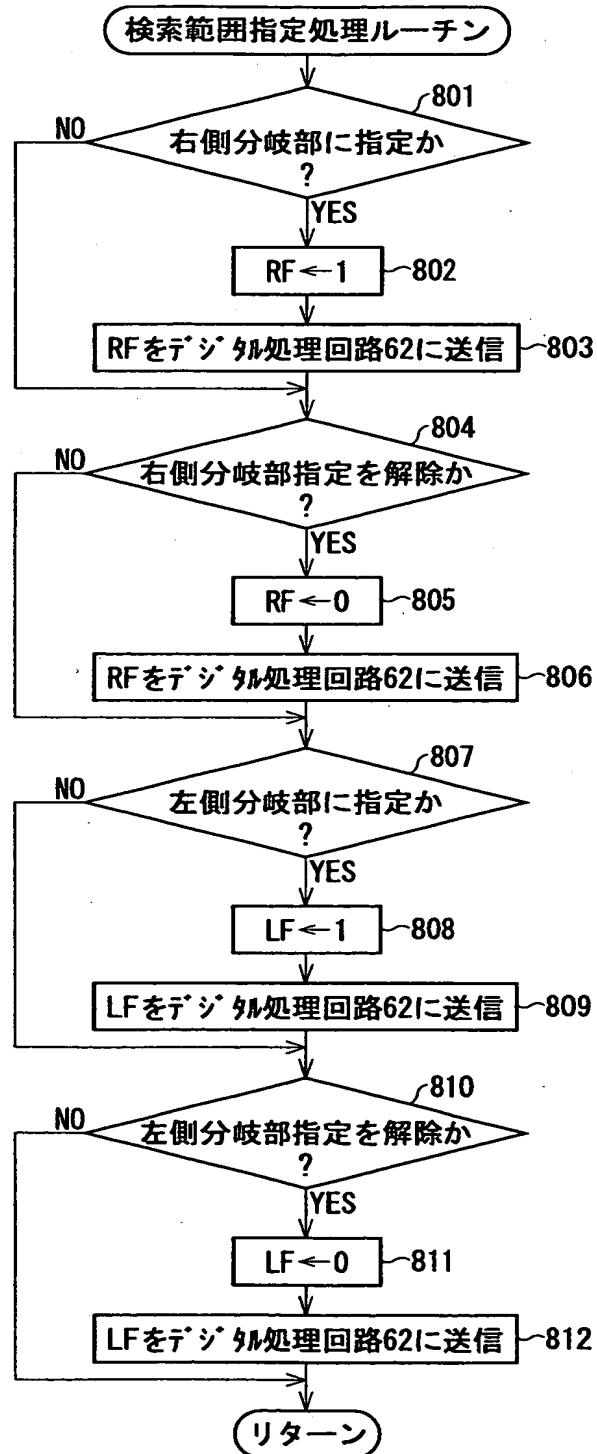 検索範囲指定処理ルーチン
801
NO
右側分岐部に指定か
?
YES
RF←1
802
RFをデジタル処理回路62に送信
803
804
NO
右側分岐部指定を解除か
?
YES
RF←0
805
RFをデジタル処理回路62に送信
806
807
NO
左側分岐部に指定か
?
YES
LF←1
808
LFをデジタル処理回路62に送信
809
810
NO
左側分岐部指定を解除か
?
YES
LF←0
811
LFをデジタル処理回路62に送信
812
リターン